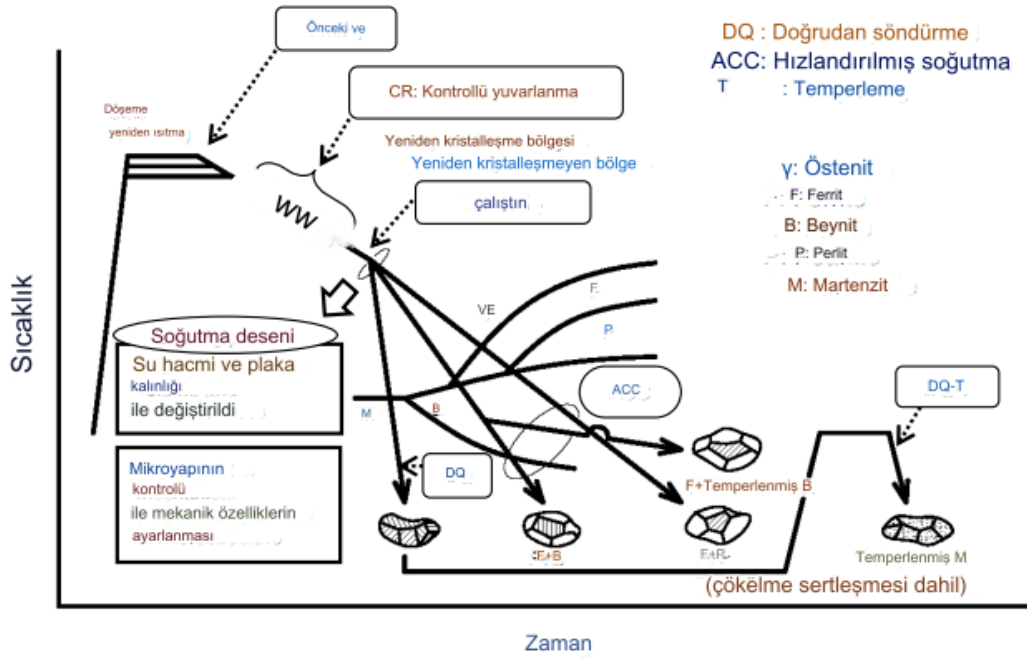 Önceki ve
DQ : Doğrudan söndürme
ACC: Hızlandırılmış soğutma
T : Temperleme
CR: Kontrollü yuvarlanma
Döşeme
yeniden ısıtma
Yeniden kristalleşme bölgesi
Yeniden kristalleşmeyen bölge
γ: Östenit
F: Ferrit
B: Beynit
P: Perlit
M: Martenzit
çalıştın
WW
Sıcaklık
VE
F
P
Soğutma deseni
Su hacmi ve plaka
kalınlığı
ile değiştirildi
M
B
ACC
DQ-T
Mikroyapının
kontrolü
ile mekanik özelliklerin
ayarlanması
DQ
F+Temperlenmiş B
F+B
F+P
Temperlenmiş M
(çökelme sertleşmesi dahil)
Zaman